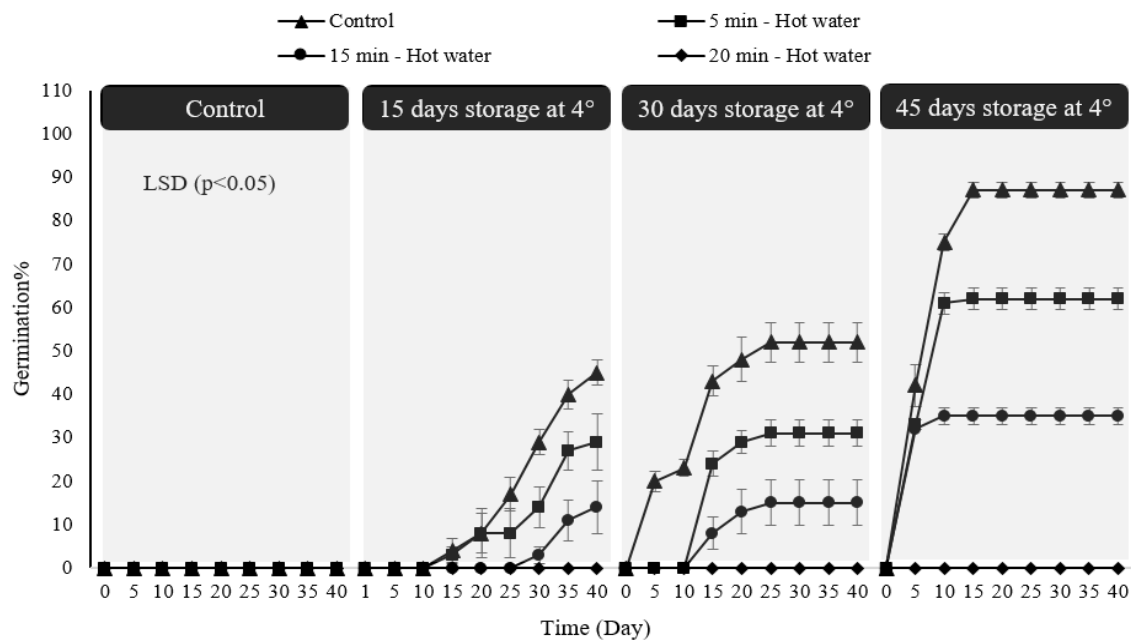 Control
5 min - Hot water
15 min - Hot water
20 min - Hot water
Control
15 days storage at 4°
30 days storage at 4°
45 days storage at 4°
LSD (p<0.05)
Germination%
110
100
90
80
70
60
50
40
30
20
10
0
0 5 10 15 20 25 30 35 40
1 5 10 15 20 25 30 35 40
0 5 10 15 20 25 30 35 40
0 5 10 15 20 25 30 35 40
Time (Day)